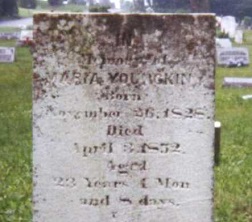 In
Memory of
MARIA YOUNGKIN
Born
November 26, 1828
Died
April 3, 1852.
Aged
23 Years 4 Mon
and 8 days.